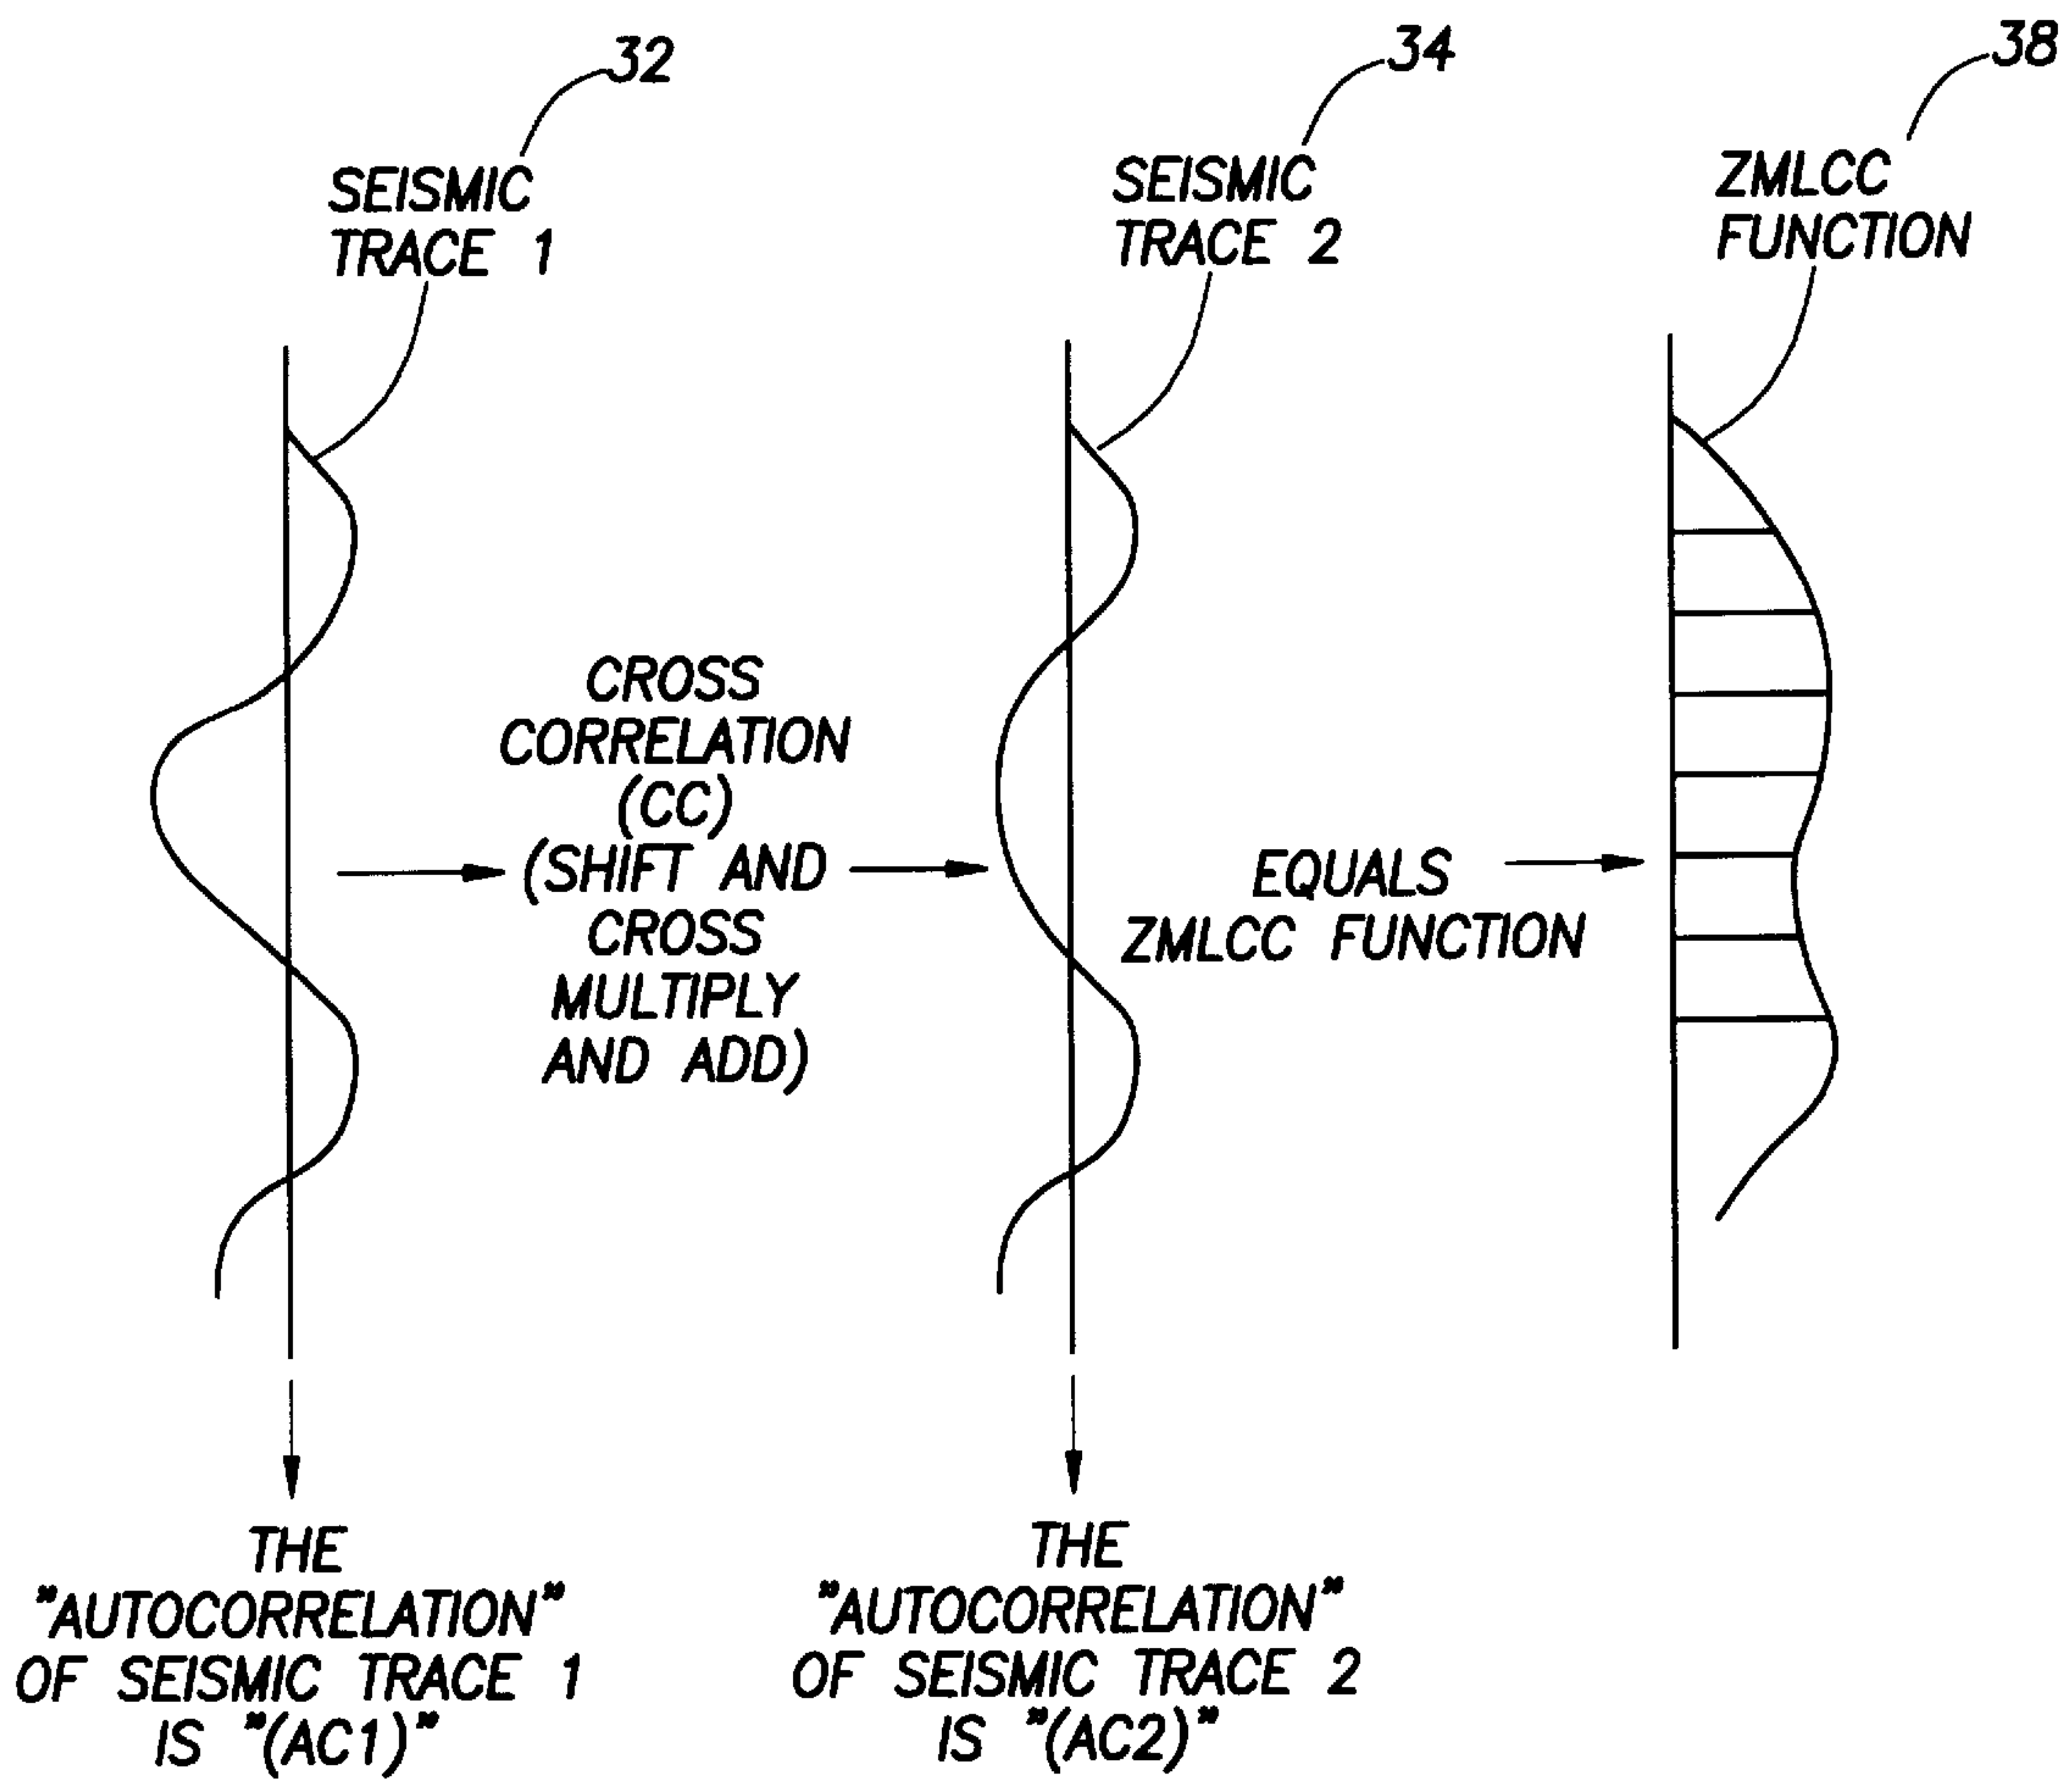 32
SEISMIC
TRACE 1
34
SEISMIC
TRACE 2
38
ZMLCC
FUNCTION
CROSS
CORRELATION
(CC)
(SHIFT AND
CROSS
MULTIPLY
AND ADD)
EQUALS
ZMLCC FUNCTION
THE
"AUTOCORRELATION"
OF SEISMIC TRACE 1
IS "(AC1)"
THE
"AUTOCORRELATION"
OF SEISMIC TRACE 2
IS "(AC2)"